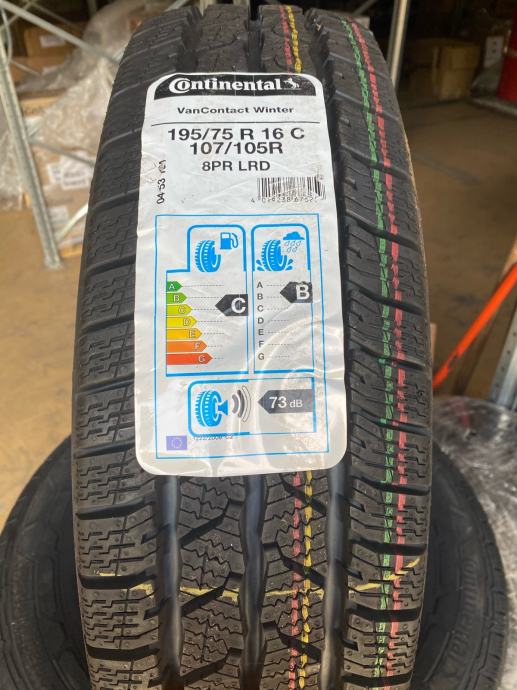 Continental
VanContact Winter
195/75 R 16 C
107/105R
8PR LRD
A
B
C
D
E
F
G
C
A
B
C
D
E
F
G
B
73 dB